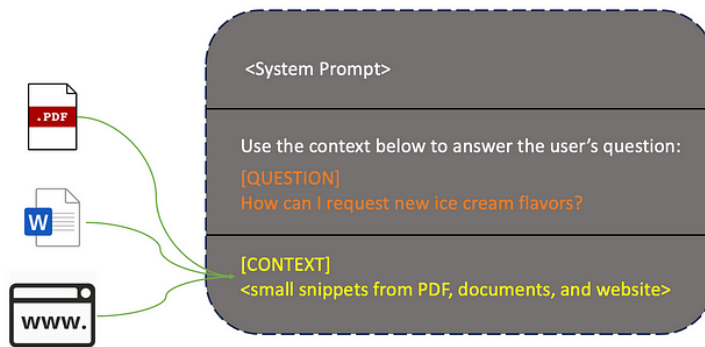 <System Prompt>
.PDF
Use the context below to answer the user’s question:
[QUESTION]
How can I request new ice cream flavors?
W
[CONTEXT]
<small snippets from PDF, documents, and website>
www.